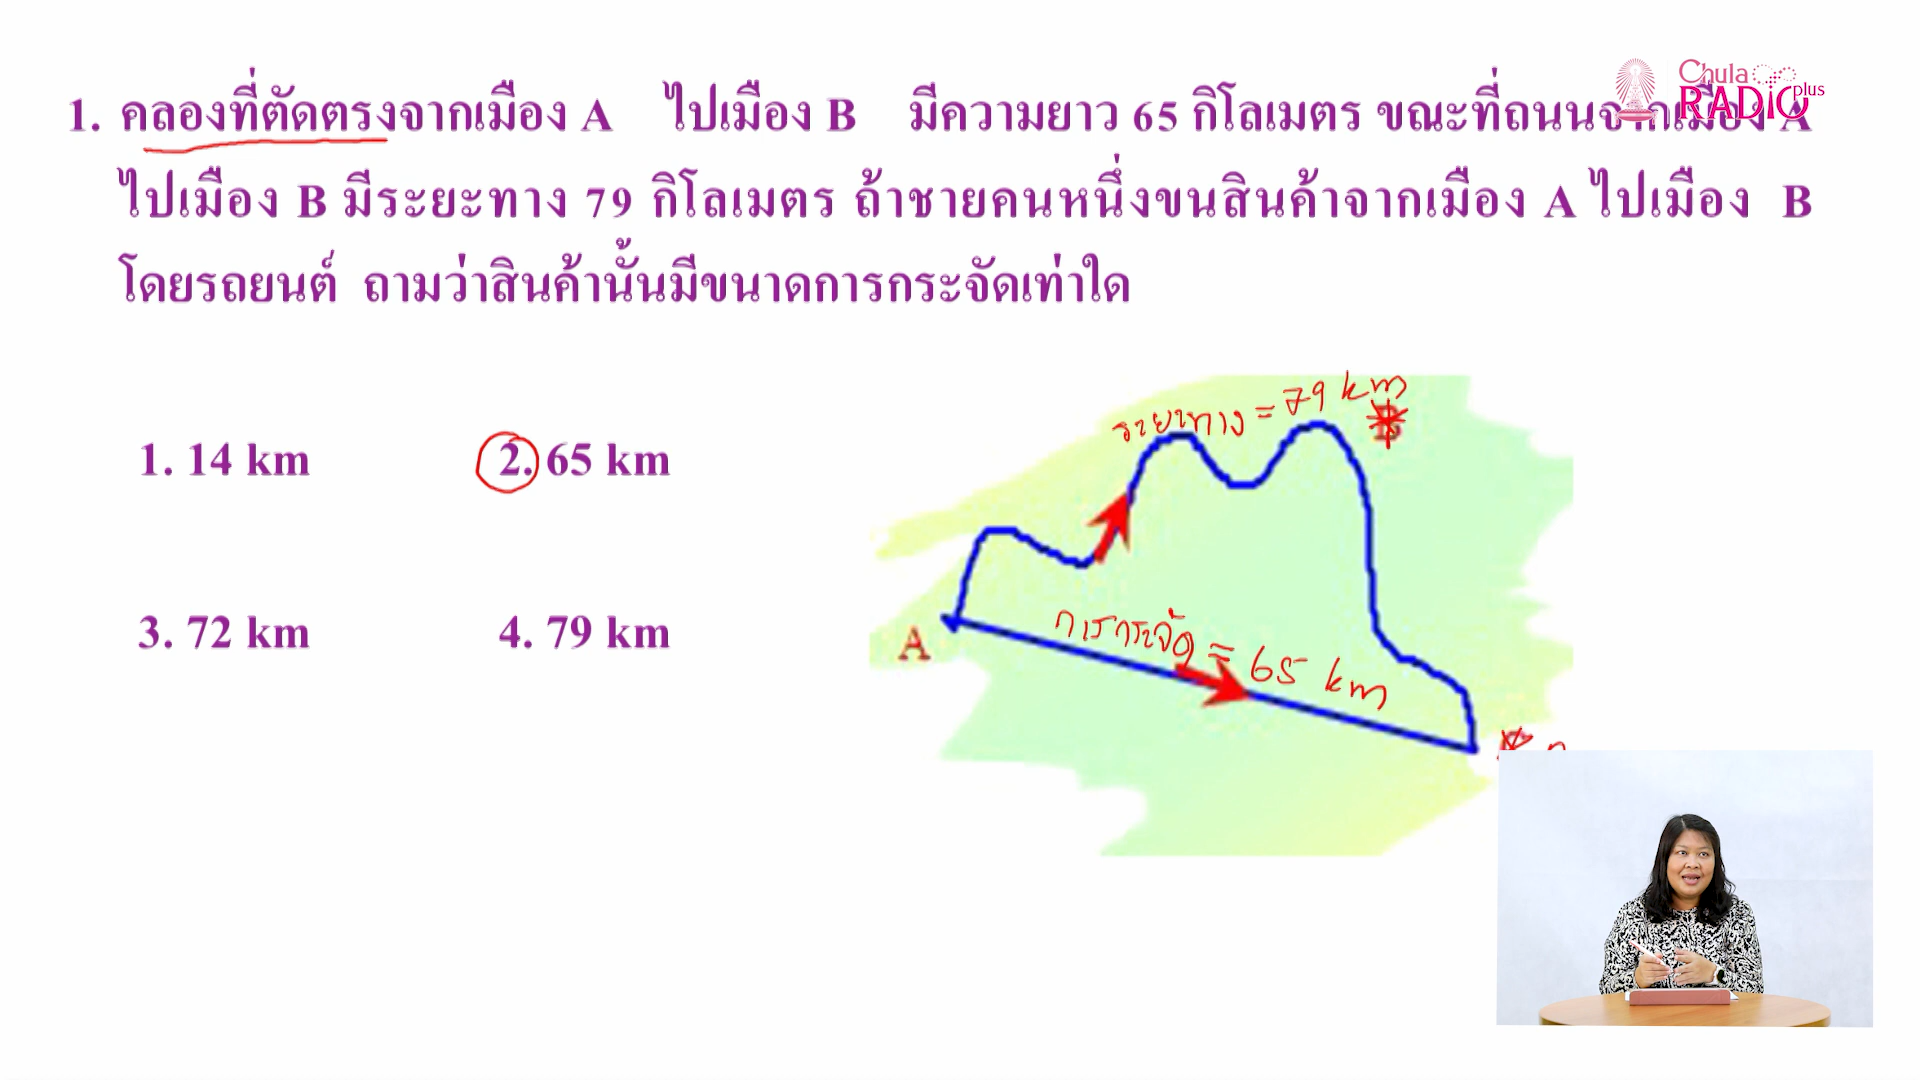 Chula
RADIO plus
1. คลองที่ตัดตรงจากเมือง A ไปเมือง B มีความยาว 65 กิโลเมตร ขณะที่ถนนจากเมือง A
ไปเมือง B มีระยะทาง 79 กิโลเมตร ถ้าชายคนหนึ่งขนสินค้าจากเมือง A ไปเมือง B
โดยรถยนต์ ถามว่าสินค้านั้นมีขนาดการกระจัดเท่าใด
1. 14 km 2. 65 km
3. 72 km 4. 79 km
ระยะทาง = 79 km
A
การกระจัด = 65 km